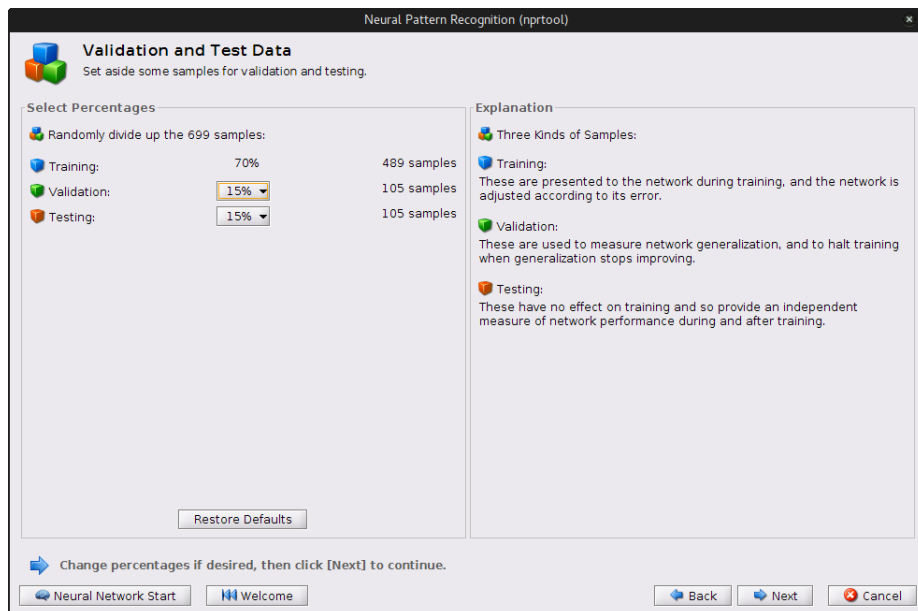 Neural Pattern Recognition (nprtool)
Validation and Test Data
Set aside some samples for validation and testing.
Select Percentages
Randomly divide up the 699 samples:
Training: 70% 489 samples
Validation: 15% 105 samples
Testing: 15% 105 samples
Restore Defaults
Explanation
Three Kinds of Samples:
Training:
These are presented to the network during training, and the network is
adjusted according to its error.
Validation:
These are used to measure network generalization, and to halt training
when generalization stops improving.
Testing:
These have no effect on training and so provide an independent
measure of network performance during and after training.
Change percentages if desired, then click [Next] to continue.
Neural Network Start Welcome Back Next Cancel